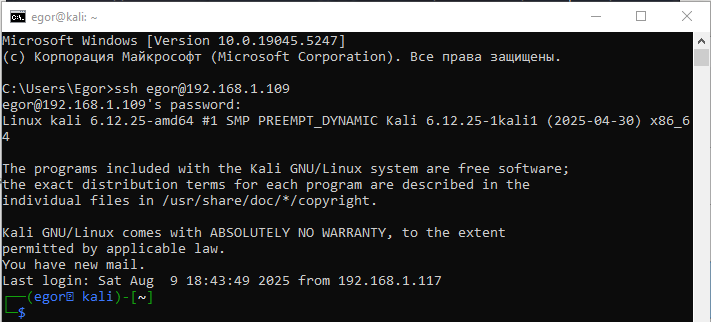 egor@kali: ~
Microsoft Windows [Version 10.0.19045.5247]
(c) Корпорация Майкрософт (Microsoft Corporation). Все права защищены.
C:\Users\Egor>ssh egor@192.168.1.109
egor@192.168.1.109's password:
Linux kali 6.12.25-amd64 #1 SMP PREEMPT_DYNAMIC Kali 6.12.25-1kali1 (2025-04-30) x86_6
4
The programs included with the Kali GNU/Linux system are free software;
the exact distribution terms for each program are described in the
individual files in /usr/share/doc/*/copyright.
Kali GNU/Linux comes with ABSOLUTELY NO WARRANTY, to the extent
permitted by applicable law.
You have new mail.
Last login: Sat Aug  9 18:43:49 2025 from 192.168.1.117
┌──(egor㉿ kali)-[~]
└─$